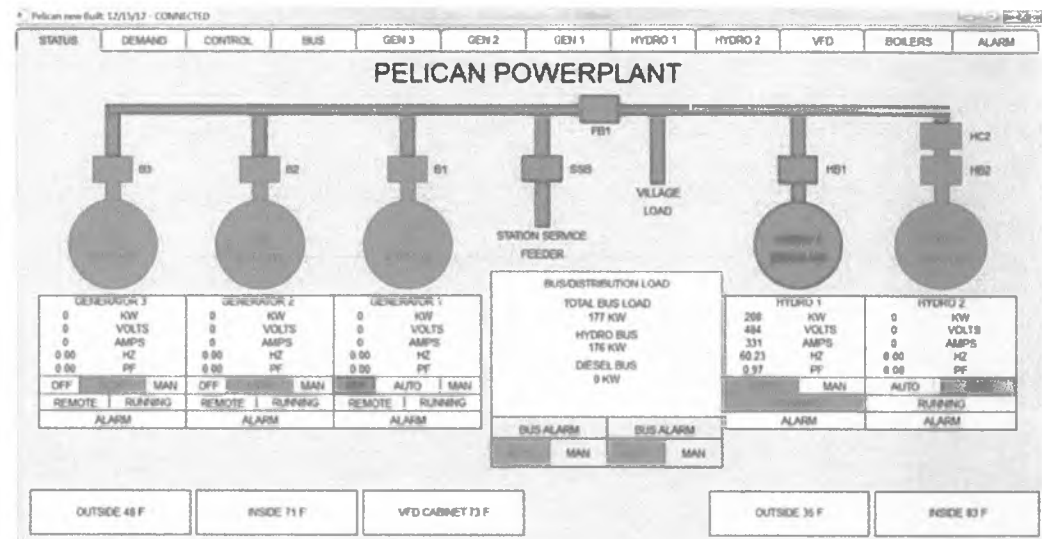 Pelican new Built 12/15/17 - CONNECTED
STATUS DEMAND CONTROL BUS GEN 3 GEN 2 GEN 1 HYDRO 1 HYDRO 2 VFD BOILERS ALARM
PELICAN POWERPLANT
FB1
HC2
B3 B2 B1 SSB HB1 HB2
VILLAGE
LOAD
STATION SERVICE
FEEDER
GENERATOR 3
0 KW
0 VOLTS
0 AMPS
0.00 HZ
0.00 PF
OFF MAN
REMOTE RUNNING
ALARM
GENERATOR 2
0 KW
0 VOLTS
0 AMPS
0.00 HZ
0.00 PF
OFF MAN
REMOTE RUNNING
ALARM
GENERATOR 1
0 KW
0 VOLTS
0 AMPS
0.00 HZ
0.00 PF
AUTO MAN
REMOTE RUNNING
ALARM
BUS/DISTRIBUTION LOAD
TOTAL BUS LOAD
177 KW
HYDRO BUS
176 KW
DIESEL BUS
0 KW
BUS ALARM BUS ALARM
MAN MAN
HYDRO 1
208 KW
484 VOLTS
331 AMPS
60.23 HZ
0.97 PF
MAN
ALARM
HYDRO 2
0 KW
0 VOLTS
0 AMPS
0.00 HZ
0.00 PF
AUTO
RUNNING
ALARM
OUTSIDE 48 F INSIDE 71 F VFD CABINET 73 F OUTSIDE 35 F INSIDE 83 F